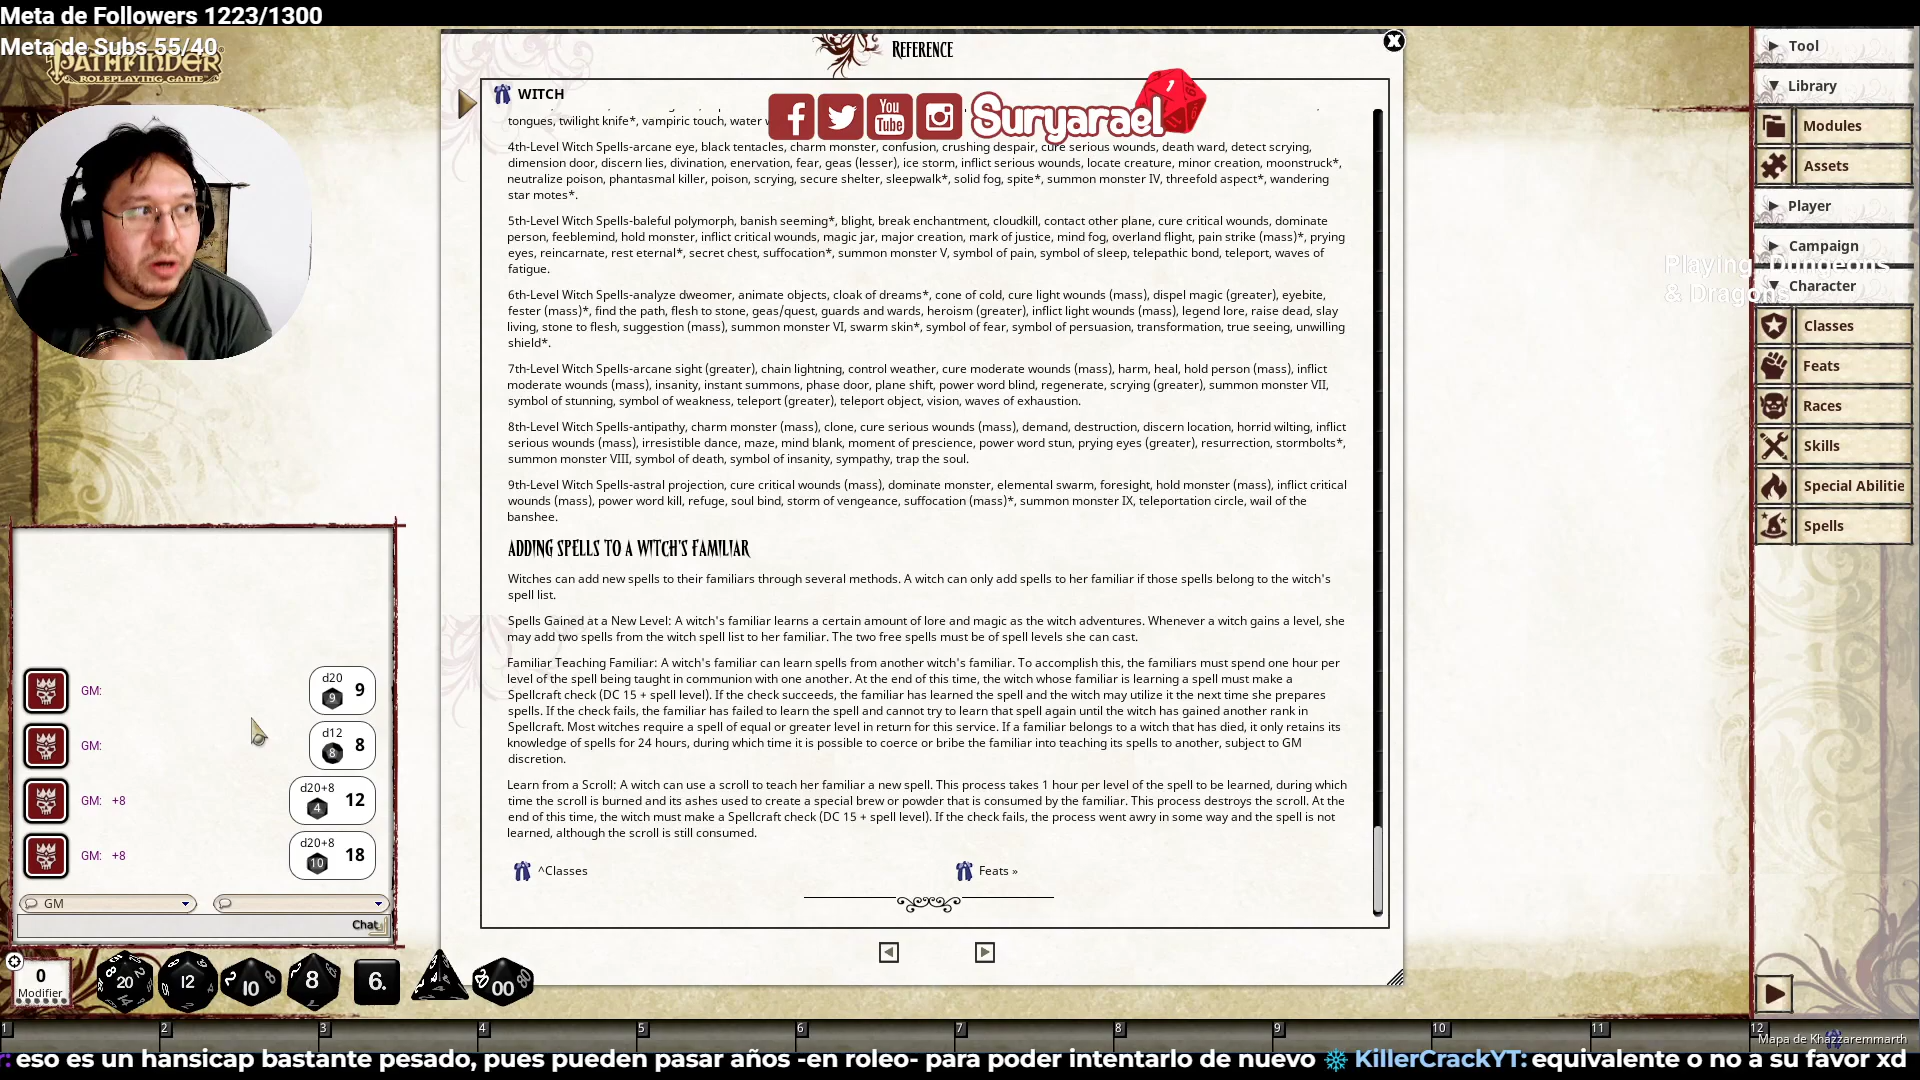 Meta de Followers 1223/1300
Meta de Subs 55/40
PATHFINDER
ROLEPLAYING GAME
REFERENCE
WITCH
You
Tube
Suryarael
1
tongues, twilight knife*, vampiric touch, water
4th-Level Witch Spells-arcane eye, black tentacles, charm monster, confusion, crushing despair, cure serious wounds, death ward, detect scrying,
dimension door, discern lies, divination, enervation, fear, geas (lesser), ice storm, inflict serious wounds, locate creature, minor creation, moonstruck*,
neutralize poison, phantasmal killer, poison, scrying, secure shelter, sleepwalk*, solid fog, spite*, summon monster IV, threefold aspect*, wandering
star motes*.
5th-Level Witch Spells-baleful polymorph, banish seeming*, blight, break enchantment, cloudkill, contact other plane, cure critical wounds, dominate
person, feeblemind, hold monster, inflict critical wounds, magic jar, major creation, mark of justice, mind fog, overland flight, pain strike (mass)*, prying
eyes, reincarnate, rest eternal*, secret chest, suffocation*, summon monster V, symbol of pain, symbol of sleep, telepathic bond, teleport, waves of
fatigue.
6th-Level Witch Spells-analyze dweomer, animate objects, cloak of dreams*, cone of cold, cure light wounds (mass), dispel magic (greater), eyebite,
fester (mass)*, find the path, flesh to stone, geas/quest, guards and wards, heroism (greater), inflict light wounds (mass), legend lore, raise dead, slay
living, stone to flesh, suggestion (mass), summon monster VI, swarm skin*, symbol of fear, symbol of persuasion, transformation, true seeing, unwilling
shield*.
7th-Level Witch Spells-arcane sight (greater), chain lightning, control weather, cure moderate wounds (mass), harm, heal, hold person (mass), inflict
moderate wounds (mass), insanity, instant summons, phase door, plane shift, power word blind, regenerate, scrying (greater), summon monster VII,
symbol of stunning, symbol of weakness, teleport (greater), teleport object, vision, waves of exhaustion.
8th-Level Witch Spells-antipathy, charm monster (mass), clone, cure serious wounds (mass), demand, destruction, discern location, horrid wilting, inflict
serious wounds (mass), irresistible dance, maze, mind blank, moment of prescience, power word stun, prying eyes (greater), resurrection, stormbolts*,
summon monster VIII, symbol of death, symbol of insanity, sympathy, trap the soul.
9th-Level Witch Spells-astral projection, cure critical wounds (mass), dominate monster, elemental swarm, foresight, hold monster (mass), inflict critical
wounds (mass), power word kill, refuge, soul bind, storm of vengeance, suffocation (mass)*, summon monster IX, teleportation circle, wail of the
banshee.
ADDING SPELLS TO A WITCH'S FAMILIAR
Witches can add new spells to their familiars through several methods. A witch can only add spells to her familiar if those spells belong to the witch's
spell list.
Spells Gained at a New Level: A witch's familiar learns a certain amount of lore and magic as the witch adventures. Whenever a witch gains a level, she
may add two spells from the witch spell list to her familiar. The two free spells must be of spell levels she can cast.
Familiar Teaching Familiar: A witch's familiar can learn spells from another witch's familiar. To accomplish this, the familiars must spend one hour per
level of the spell being taught in communion with one another. At the end of this time, the witch whose familiar is learning a spell must make a
Spellcraft check (DC 15 + spell level). If the check succeeds, the familiar has learned the spell and the witch may utilize it the next time she prepares
spells. If the check fails, the familiar has failed to learn the spell and cannot try to learn that spell again until the witch has gained another rank in
Spellcraft. Most witches require a spell of equal or greater level in return for this service. If a familiar belongs to a witch that has died, it only retains its
knowledge of spells for 24 hours, during which time it is possible to coerce or bribe the familiar into teaching its spells to another, subject to GM
discretion.
Learn from a Scroll: A witch can use a scroll to teach her familiar a new spell. This process takes 1 hour per level of the spell to be learned, during which
time the scroll is burned and its ashes used to create a special brew or powder that is consumed by the familiar. This process destroys the scroll. At the
end of this time, the witch must make a Spellcraft check (DC 15 + spell level). If the check fails, the process went awry in some way and the spell is not
learned, although the scroll is still consumed.
^Classes
Feats »
Tool
Library
Modules
Assets
Player
Campaign
Playing: Dungeons
& Dragons
Character
Classes
Feats
Races
Skills
Special Abilitie
Spells
GM: d20 9 9
GM: d12 8 8
GM: +8 d20+8 4 12
GM: +8 d20+8 10 18
GM
Chat
0
Modifier
20 12 10 8 6. 00
1 2 3 4 5 6 7 8 9 10 11 12
Mapa de Khazzaremmarth
eso es un hansicap bastante pesado, pues pueden pasar años -en roleo- para poder intentarlo de nuevo KillerCrackYT: equivalente o no a su favor xd